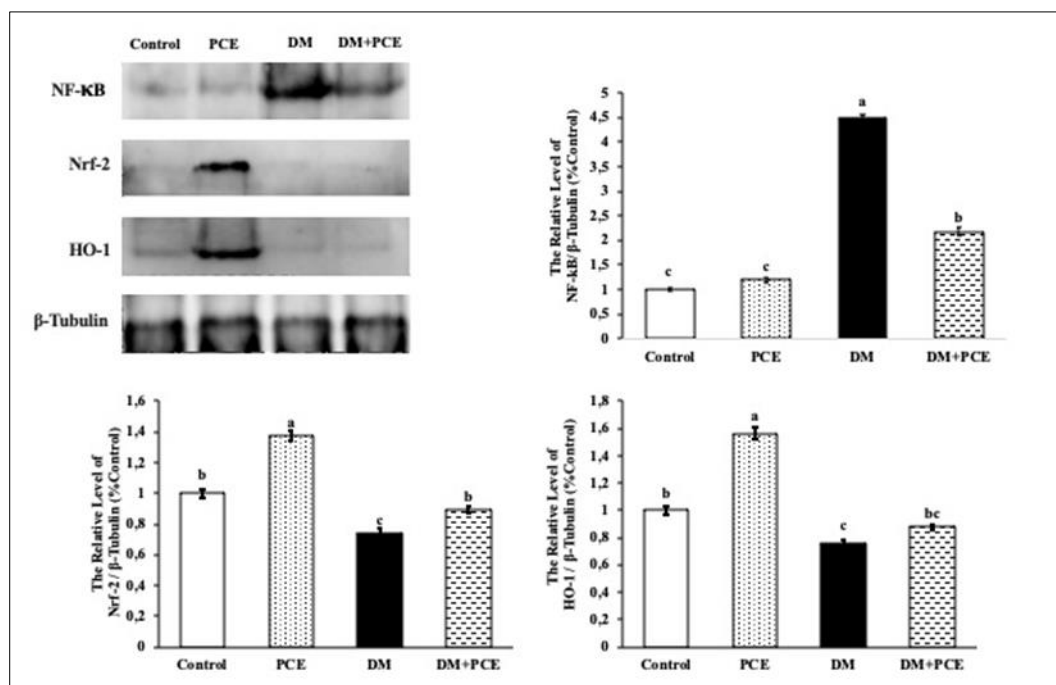 Control PCE DM DM+PCE
NF-κB
Nrf-2
HO-1
β-Tubulin
The Relative Level of
NF-kB/ β-Tubulin (%Control)
5
4,5
4
3,5
3
2,5
2
1,5
1
0,5
0
c c a b
Control PCE DM DM+PCE
The Relative Level of
Nrf-2 / β-Tubulin (%Control)
1,6
1,4
1,2
1
0,8
0,6
0,4
0,2
0
b a c b
Control PCE DM DM+PCE
The Relative Level of
HO-1 / β-Tubulin (%Control)
1,8
1,6
1,4
1,2
1
0,8
0,6
0,4
0,2
0
b a c bc
Control PCE DM DM+PCE